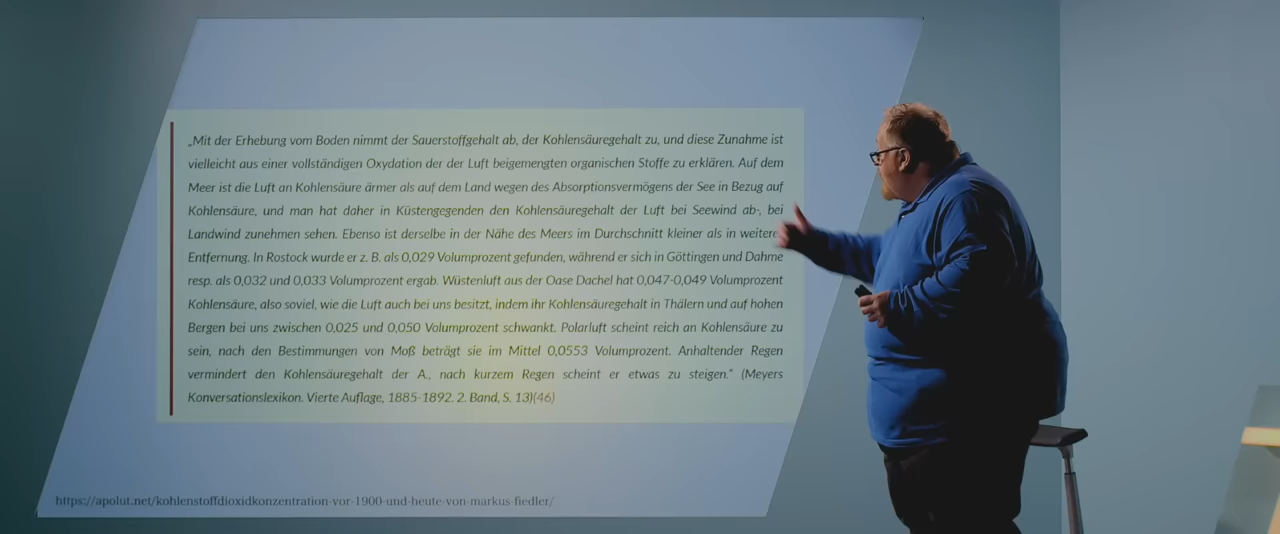 „Mit der Erhebung vom Boden nimmt der Sauerstoffgehalt ab, der Kohlensäuregehalt zu, und diese Zunahme ist
vielleicht aus einer vollständigen Oxydation der der Luft beigemengten organischen Stoffe zu erklären. Auf dem
Meer ist die Luft an Kohlensäure ärmer als auf dem Land wegen des Absorptionsvermögens der See in Bezug auf
Kohlensäure, und man hat daher in Küstengegenden den Kohlensäuregehalt der Luft bei Seewind ab-, bei
Landwind zunehmen sehen. Ebenso ist derselbe in der Nähe des Meers im Durchschnitt kleiner als in weiterer
Entfernung. In Rostock wurde er z. B. als 0,029 Volumprozent gefunden, während er sich in Göttingen und Dahme
resp. als 0,032 und 0,033 Volumprozent ergab. Wüstenluft aus der Oase Dachel hat 0,047-0,049 Volumprozent
Kohlensäure, also soviel, wie die Luft auch bei uns besitzt, indem ihr Kohlensäuregehalt in Thälern und auf hohen
Bergen bei uns zwischen 0,025 und 0,050 Volumprozent schwankt. Polarluft scheint reich an Kohlensäure zu
sein, nach den Bestimmungen von Moß beträgt sie im Mittel 0,0553 Volumprozent. Anhaltender Regen
vermindert den Kohlensäuregehalt der A., nach kurzem Regen scheint er etwas zu steigen.“ (Meyers
Konversationslexikon. Vierte Auflage, 1885-1892. 2. Band, S. 13)(46)
https://apolut.net/kohlenstoffdioxidkonzentration-vor-1900-und-heute-von-markus-fiedler/